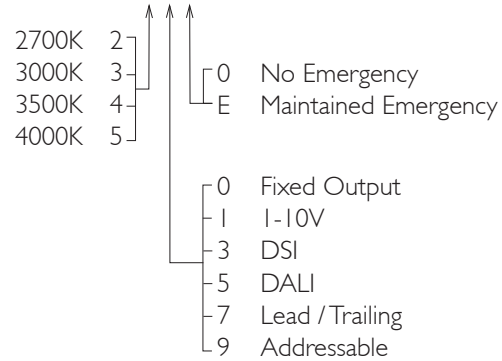 2700K 2
3000K 3
3500K 4
4000K 5
0 No Emergency
E Maintained Emergency
0 Fixed Output
1 1-10V
3 DSI
5 DALI
7 Lead / Trailing
9 Addressable